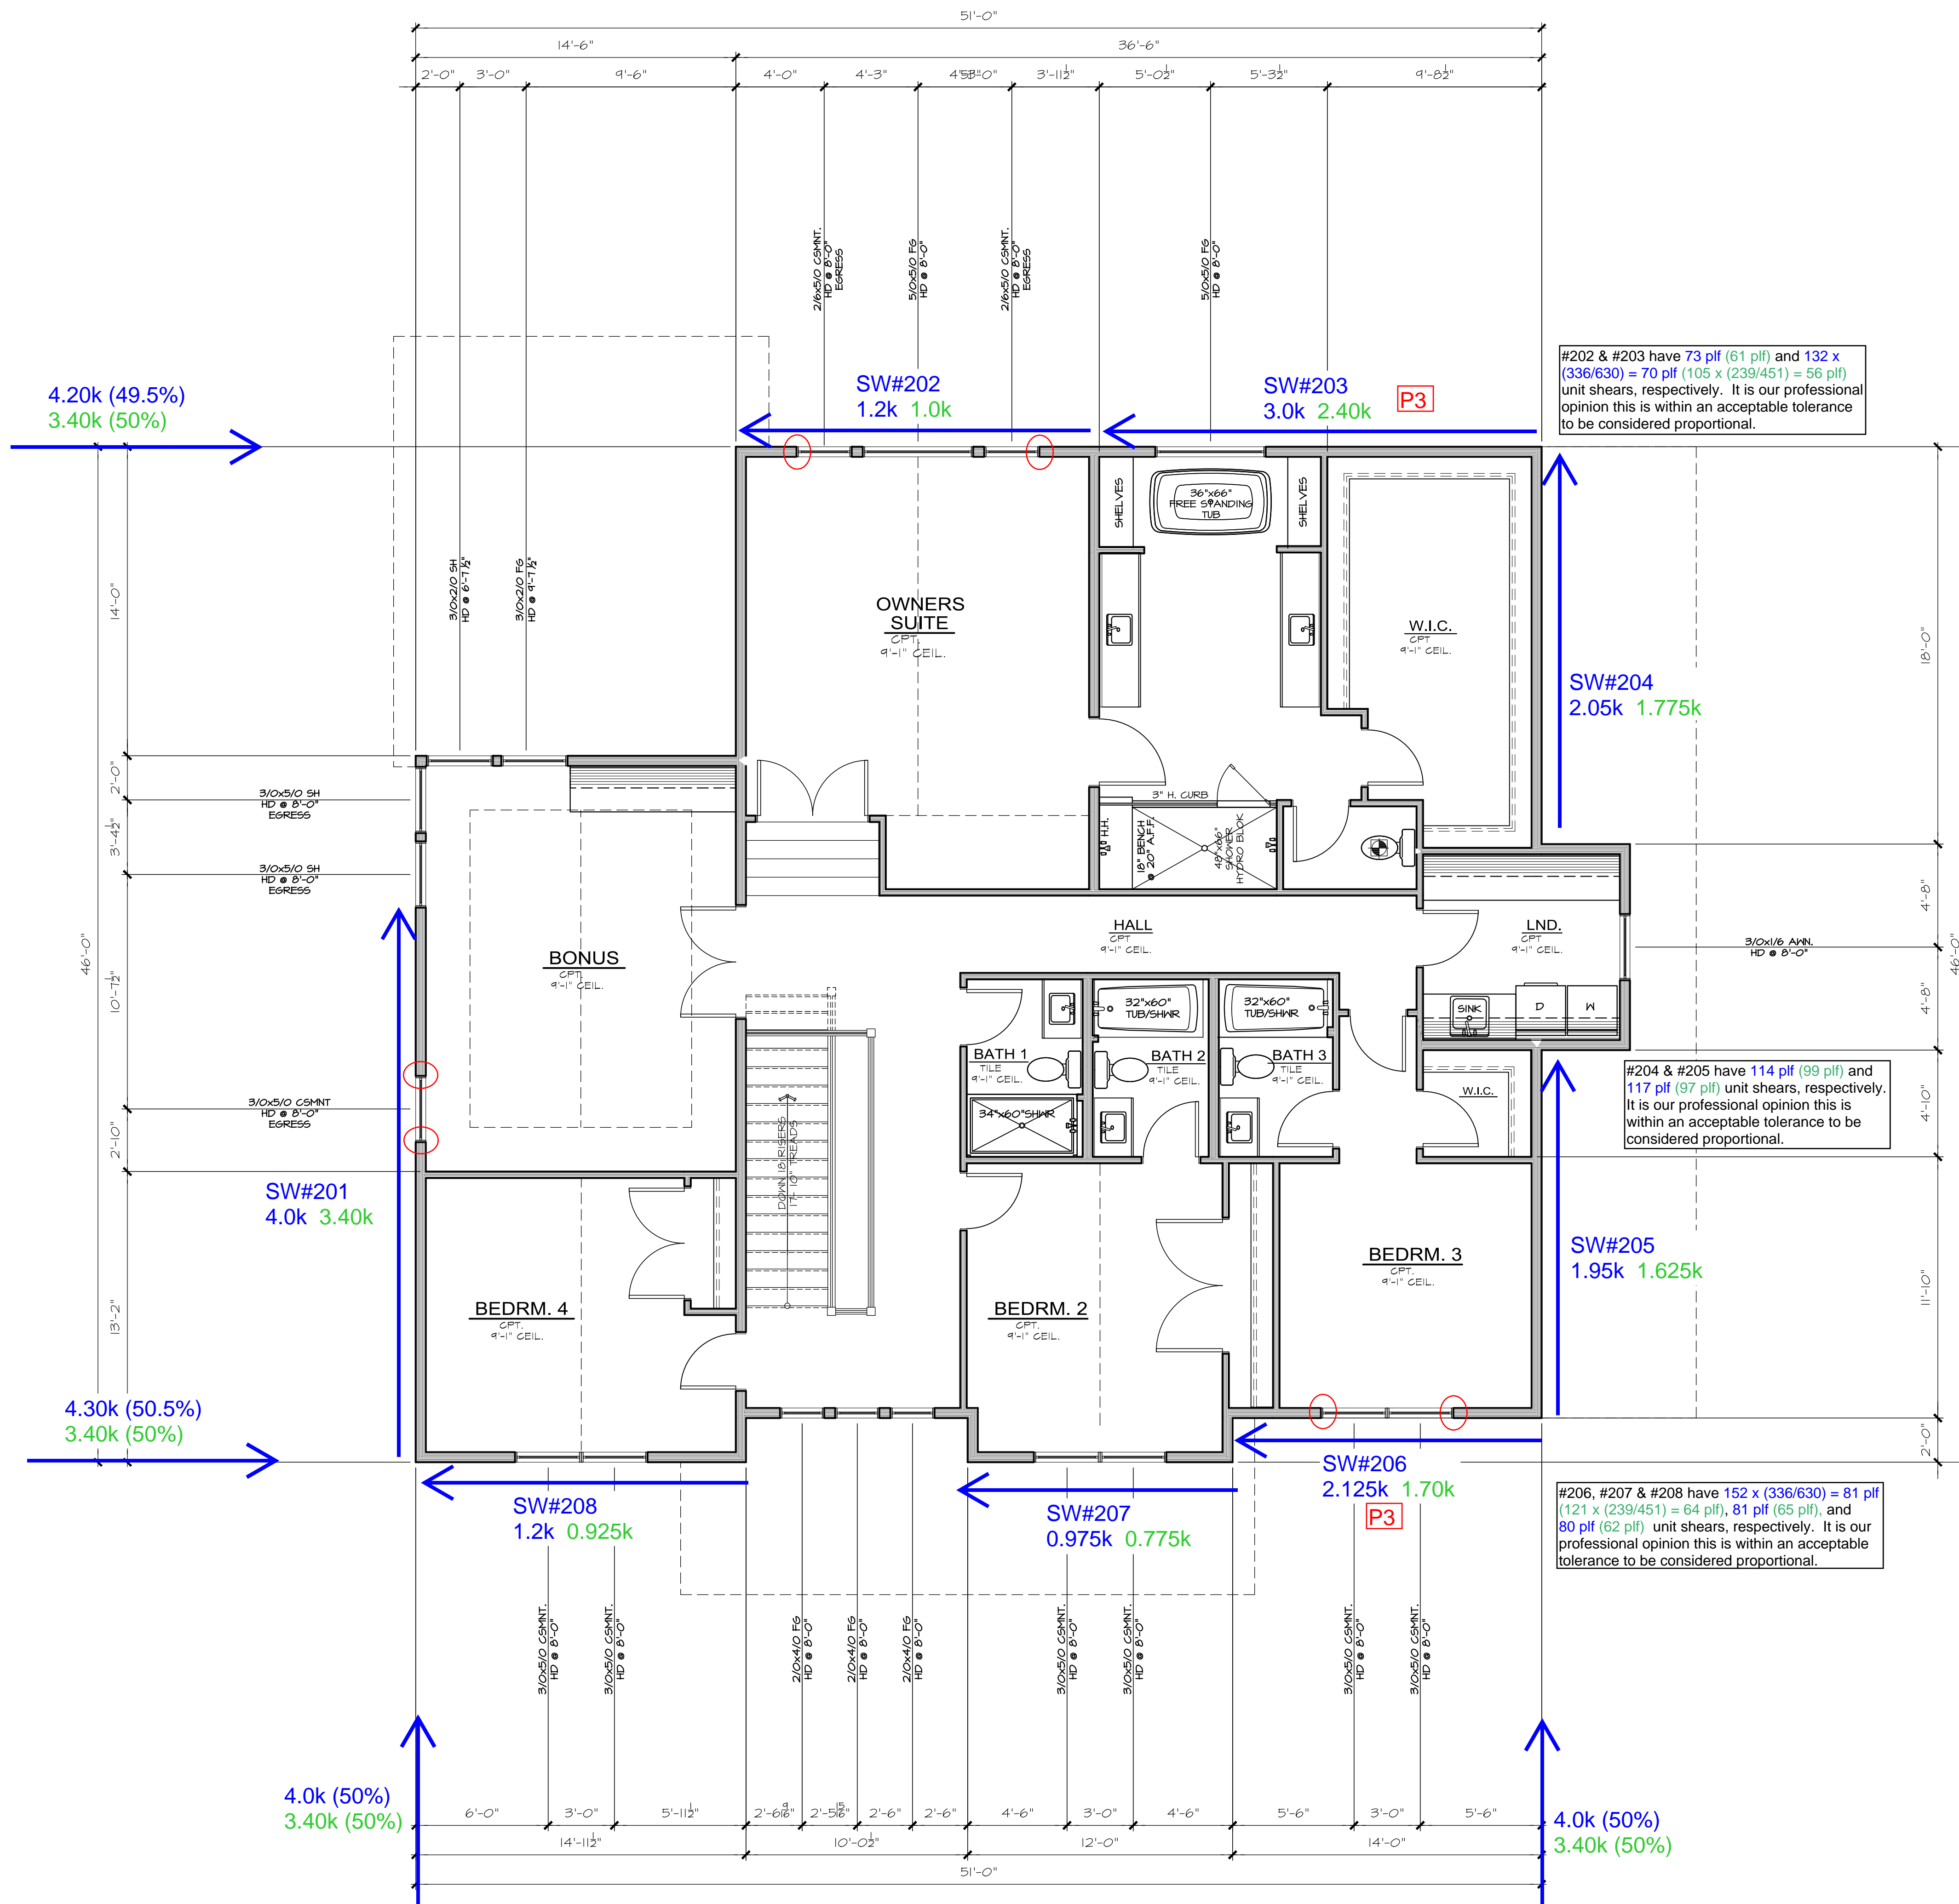 51'-0"
14'-6"
36'-6"
2'-0"
3'-0"
9'-6"
4'-0"
4'-3"
3'-11½"
5'-0½"
5'-3½"
9'-8½"
2/6x5/0 CSMNT.
HD @ 8'-0"
EGRESS
5/0x5/0 FG
HD @ 8'-0"
2/6x5/0 CSMNT.
HD @ 8'-0"
EGRESS
5/0x5/0 FG
HD @ 8'-0"
#202 & #203 have 73 plf (61 plf) and 132 x
(336/630) = 70 plf (105 x (239/451) = 56 plf)
unit shears, respectively. It is our professional
opinion this is within an acceptable tolerance
to be considered proportional.
4.20k (49.5%)
3.40k (50%)
SW#202
1.2k 1.0k
SW#203
3.0k 2.40k
P3
SHELVES
36"x66"
FREE STANDING
TUB
SHELVES
3/0x2/0 SH
HD @ 6'-7½"
3/0x2/0 FG
HD @ 9'-7½"
14'-0"
18'-0"
OWNERS
SUITE
CPT.
9'-1" CEIL.
W.I.C.
CPT
9'-1" CEIL.
SW#204
2.05k 1.775k
2'-0"
3/0x5/0 SH
HD @ 8'-0"
EGRESS
3'-4½"
3/0x5/0 SH
HD @ 8'-0"
EGRESS
3" H. CURB
H.H.
18" BENCH
@ 20" A.F.F.
48"x66"
SHOWER
HYDRO BLOK
46'-0"
10'-7½"
BONUS
CPT.
9'-1" CEIL.
HALL
CPT
9'-1" CEIL.
LND.
CPT
9'-1" CEIL.
4'-8"
3/0x1/6 AWN.
HD @ 8'-0"
46'-0"
4'-8"
SINK
D
W
32"x60"
TUB/SHWR
32"x60"
TUB/SHWR
BATH 1
TILE
9'-1" CEIL.
BATH 2
TILE
9'-1" CEIL.
BATH 3
TILE
9'-1" CEIL.
W.I.C.
34"x60"SHWR
DOWN 18 RISERS
17- 10" TREADS
#204 & #205 have 114 plf (99 plf) and
117 plf (97 plf) unit shears, respectively.
It is our professional opinion this is
within an acceptable tolerance to be
considered proportional.
4'-10"
3/0x5/0 CSMNT
HD @ 8'-0"
EGRESS
2'-10"
SW#201
4.0k 3.40k
13'-2"
BEDRM. 4
CPT.
9'-1" CEIL.
BEDRM. 2
CPT.
9'-1" CEIL.
BEDRM. 3
CPT.
9'-1" CEIL.
SW#205
1.95k 1.625k
11'-10"
2'-0"
4.30k (50.5%)
3.40k (50%)
SW#208
1.2k 0.925k
SW#207
0.975k 0.775k
SW#206
2.125k 1.70k
P3
#206, #207 & #208 have 152 x (336/630) = 81 plf
(121 x (239/451) = 64 plf), 81 plf (65 plf), and
80 plf (62 plf) unit shears, respectively. It is our
professional opinion this is within an acceptable
tolerance to be considered proportional.
3/0x5/0 CSMNT.
HD @ 8'-0"
3/0x5/0 CSMNT.
HD @ 8'-0"
2/0x4/0 FG
HD @ 8'-0"
2/0x4/0 FG
HD @ 8'-0"
2/0x4/0 FG
HD @ 8'-0"
3/0x5/0 CSMNT.
HD @ 8'-0"
3/0x5/0 CSMNT.
HD @ 8'-0"
3/0x5/0 CSMNT.
HD @ 8'-0"
3/0x5/0 CSMNT.
HD @ 8'-0"
4.0k (50%)
3.40k (50%)
6'-0"
3'-0"
5'-11½"
2'-6"
2'-6"
4'-6"
3'-0"
4'-6"
5'-6"
3'-0"
5'-6"
4.0k (50%)
3.40k (50%)
14'-11½"
10'-0½"
12'-0"
14'-0"
51'-0"